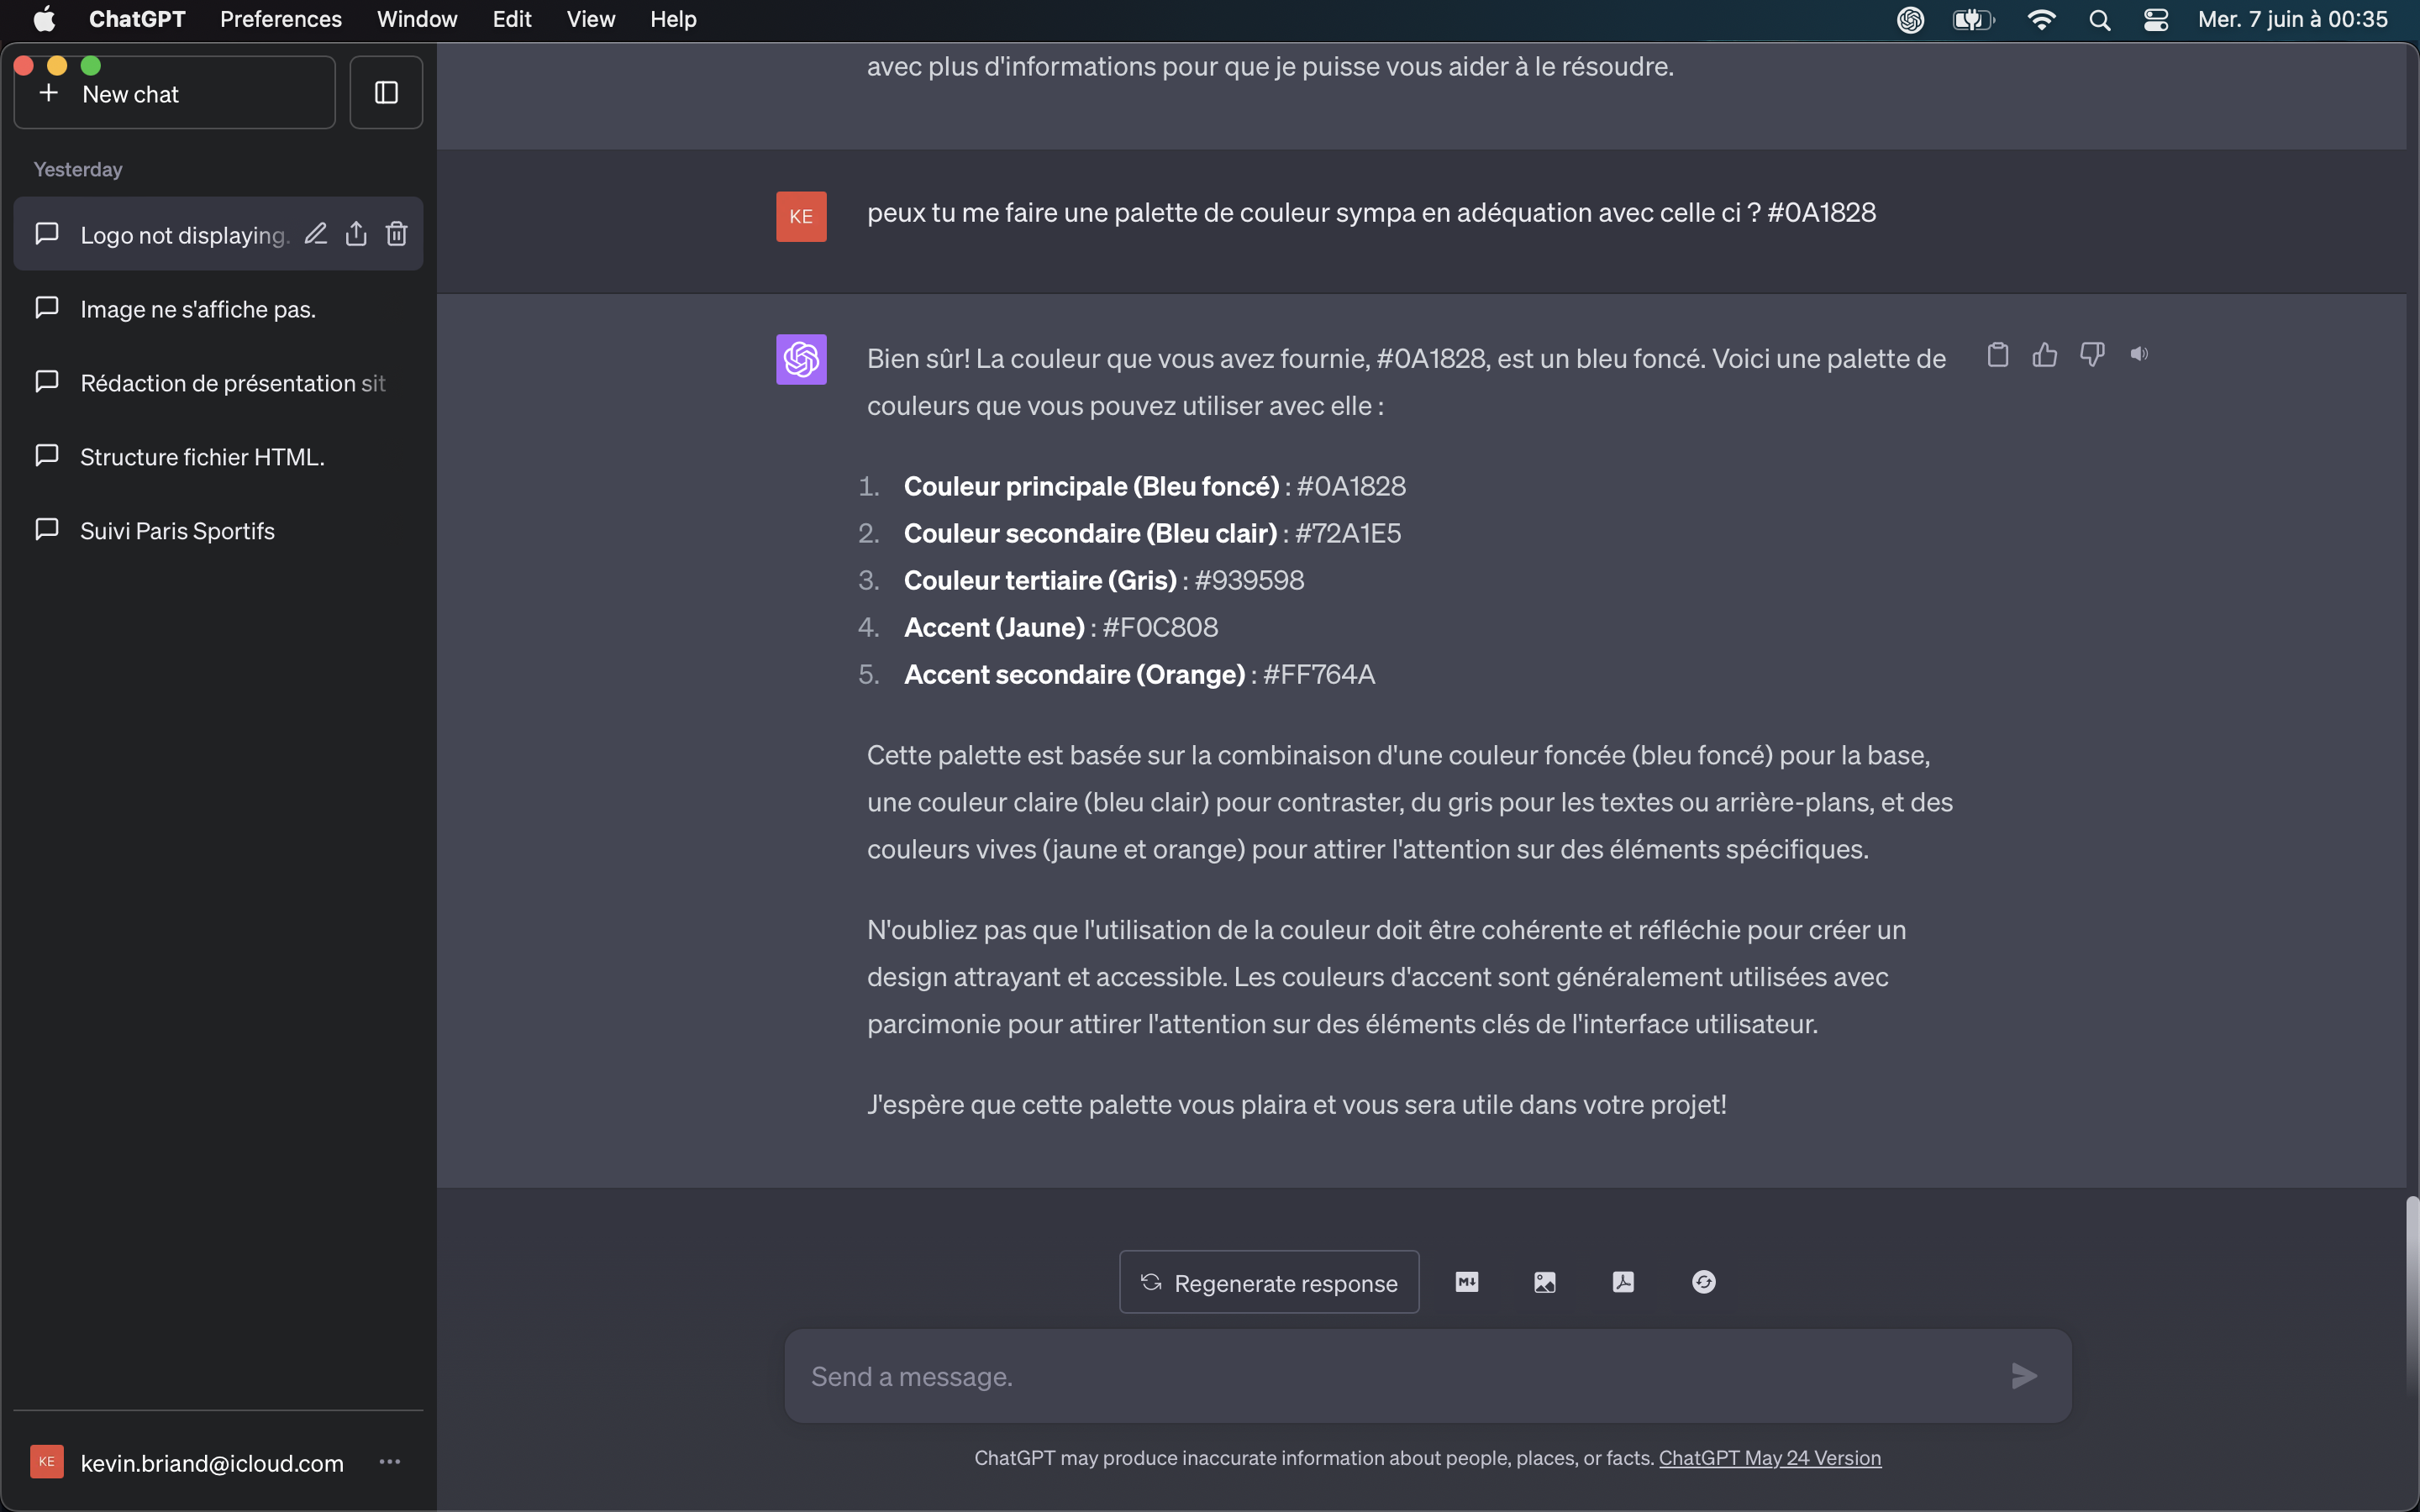 ChatGPT Preferences Window Edit View Help Mer. 7 juin à 00:35
New chat
Yesterday
Logo not displaying.
Image ne s'affiche pas.
Rédaction de présentation sit
Structure fichier HTML.
Suivi Paris Sportifs
KE kevin.briand@icloud.com ...
avec plus d'informations pour que je puisse vous aider à le résoudre.
KE peux tu me faire une palette de couleur sympa en adéquation avec celle ci ? #0A1828
Bien sûr! La couleur que vous avez fournie, #0A1828, est un bleu foncé. Voici une palette de
couleurs que vous pouvez utiliser avec elle :
1. Couleur principale (Bleu foncé) : #0A1828
2. Couleur secondaire (Bleu clair) : #72A1E5
3. Couleur tertiaire (Gris) : #939598
4. Accent (Jaune) : #F0C808
5. Accent secondaire (Orange) : #FF764A
Cette palette est basée sur la combinaison d'une couleur foncée (bleu foncé) pour la base,
une couleur claire (bleu clair) pour contraster, du gris pour les textes ou arrière-plans, et des
couleurs vives (jaune et orange) pour attirer l'attention sur des éléments spécifiques.
N'oubliez pas que l'utilisation de la couleur doit être cohérente et réfléchie pour créer un
design attrayant et accessible. Les couleurs d'accent sont généralement utilisées avec
parcimonie pour attirer l'attention sur des éléments clés de l'interface utilisateur.
J'espère que cette palette vous plaira et vous sera utile dans votre projet!
Regenerate response M↓
Send a message.
ChatGPT may produce inaccurate information about people, places, or facts. ChatGPT May 24 Version